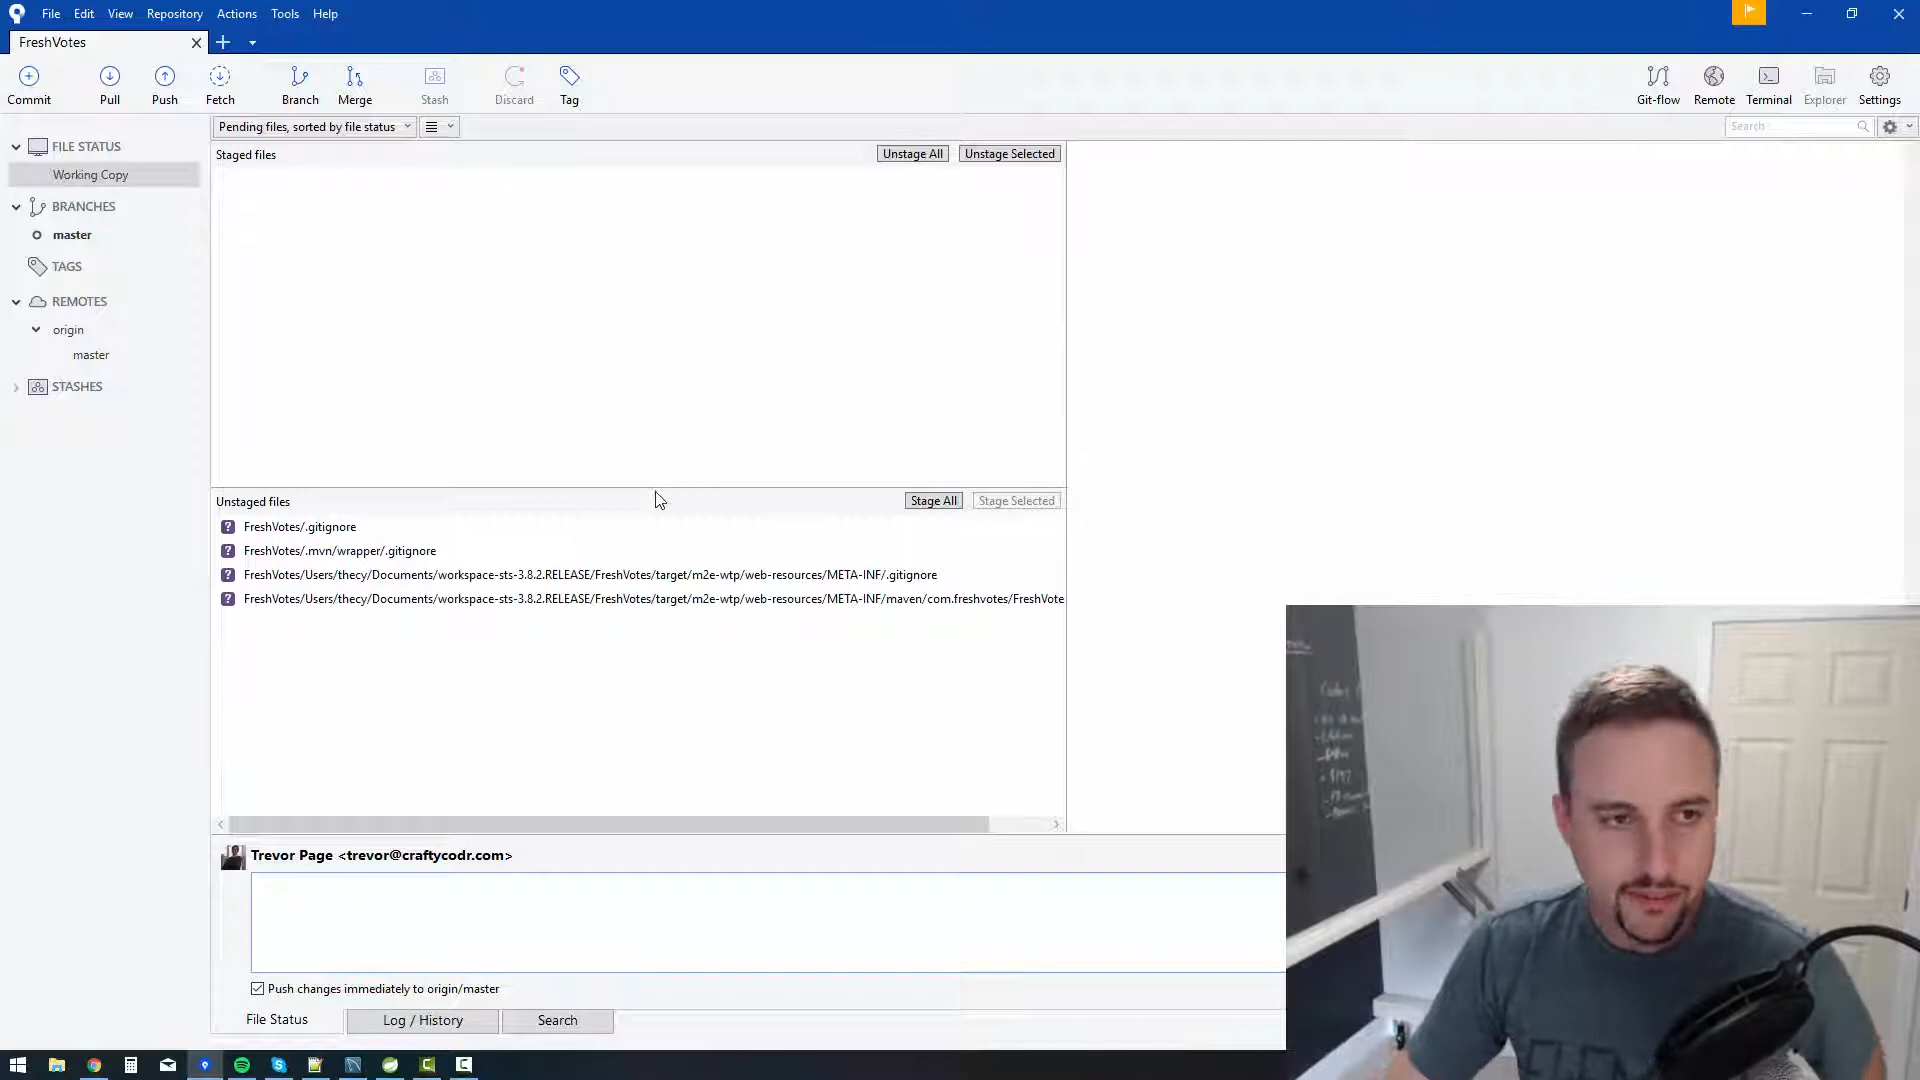 File Edit View Repository Actions Tools Help
FreshVotes
Commit Pull Push Fetch Branch Merge Stash Discard Tag Git-flow Remote Terminal Explorer Settings
Pending files, sorted by file status
Search
FILE STATUS
Working Copy
BRANCHES
master
TAGS
REMOTES
origin
master
STASHES
Staged files Unstage All Unstage Selected
Unstaged files Stage All Stage Selected
FreshVotes/.gitignore
FreshVotes/.mvn/wrapper/.gitignore
FreshVotes/Users/thecy/Documents/workspace-sts-3.8.2.RELEASE/FreshVotes/target/m2e-wtp/web-resources/META-INF/.gitignore
FreshVotes/Users/thecy/Documents/workspace-sts-3.8.2.RELEASE/FreshVotes/target/m2e-wtp/web-resources/META-INF/maven/com.freshvotes/FreshVote
Trevor Page <trevor@craftycodr.com>
Push changes immediately to origin/master
File Status Log / History Search